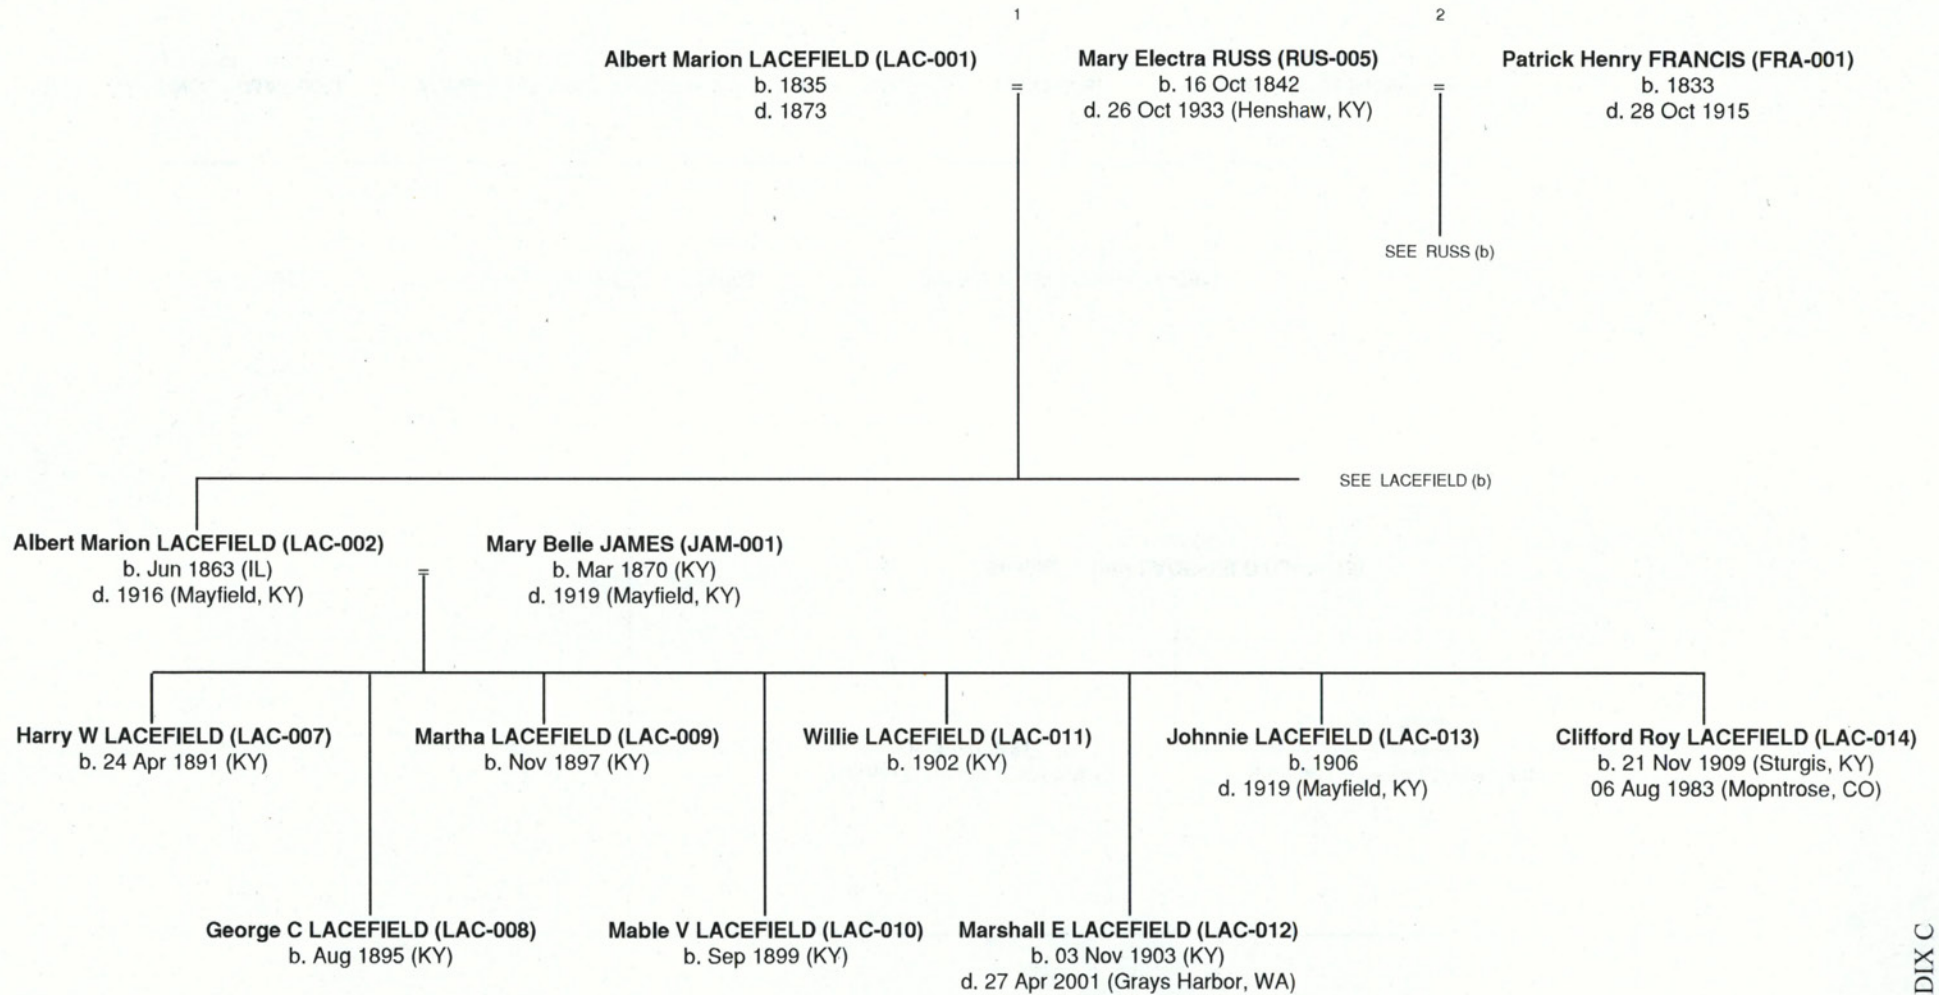 1
2
Albert Marion LACEFIELD (LAC-001)
b. 1835
d. 1873
=
Mary Electra RUSS (RUS-005)
b. 16 Oct 1842
d. 26 Oct 1933 (Henshaw, KY)
=
Patrick Henry FRANCIS (FRA-001)
b. 1833
d. 28 Oct 1915
SEE RUSS (b)
SEE LACEFIELD (b)
Albert Marion LACEFIELD (LAC-002)
b. Jun 1863 (IL)
d. 1916 (Mayfield, KY)
=
Mary Belle JAMES (JAM-001)
b. Mar 1870 (KY)
d. 1919 (Mayfield, KY)
Harry W LACEFIELD (LAC-007)
b. 24 Apr 1891 (KY)
Martha LACEFIELD (LAC-009)
b. Nov 1897 (KY)
Willie LACEFIELD (LAC-011)
b. 1902 (KY)
Johnnie LACEFIELD (LAC-013)
b. 1906
d. 1919 (Mayfield, KY)
Clifford Roy LACEFIELD (LAC-014)
b. 21 Nov 1909 (Sturgis, KY)
06 Aug 1983 (Mopntrose, CO)
George C LACEFIELD (LAC-008)
b. Aug 1895 (KY)
Mable V LACEFIELD (LAC-010)
b. Sep 1899 (KY)
Marshall E LACEFIELD (LAC-012)
b. 03 Nov 1903 (KY)
d. 27 Apr 2001 (Grays Harbor, WA)
DIX C